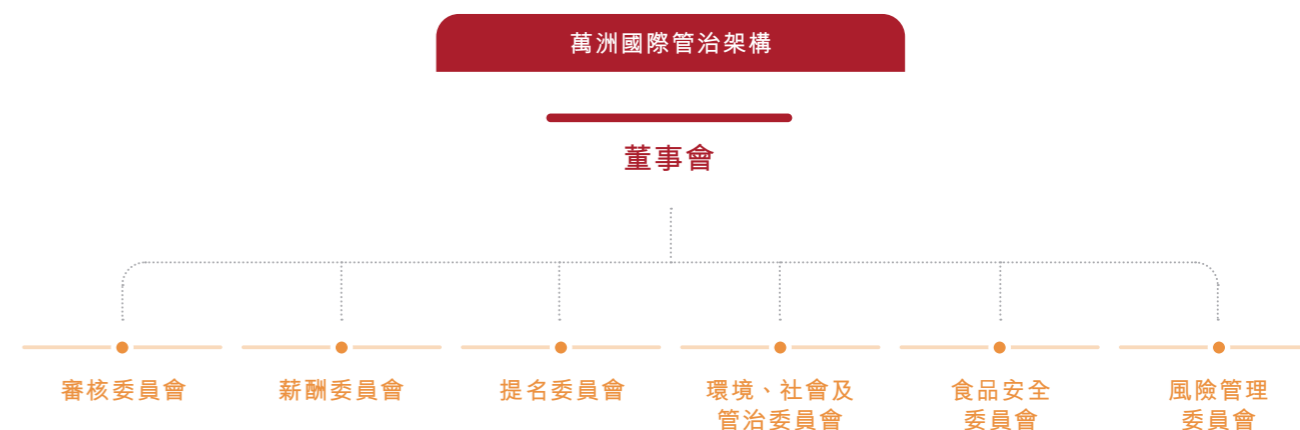 萬洲國際管治架構
董事會
審核委員會
薪酬委員會
提名委員會
環境、社會及
管治委員會
食品安全
委員會
風險管理
委員會